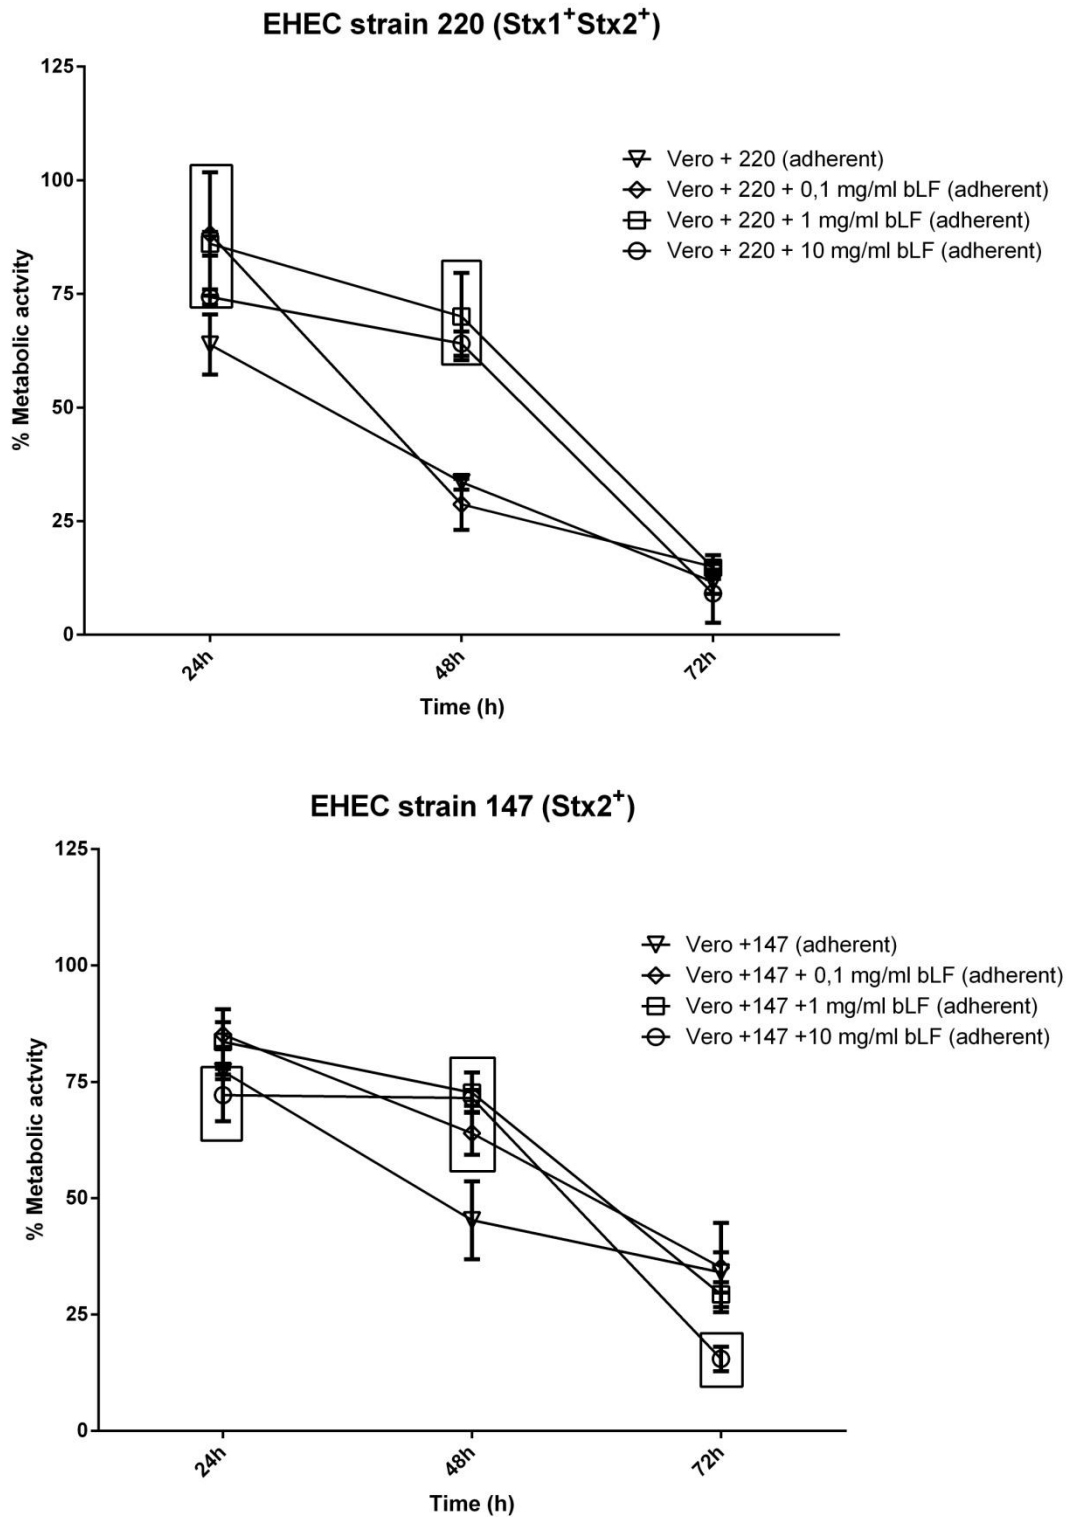 EHEC strain 220 (Stx1⁺Stx2⁺)
125
100
75
50
25
0
% Metabolic actvity
Vero + 220 (adherent)
Vero + 220 + 0,1 mg/ml bLF (adherent)
Vero + 220 + 1 mg/ml bLF (adherent)
Vero + 220 + 10 mg/ml bLF (adherent)
24h
48h
72h
Time (h)
EHEC strain 147 (Stx2⁺)
125
100
75
50
25
0
% Metabolic actvity
Vero +147 (adherent)
Vero +147 + 0,1 mg/ml bLF (adherent)
Vero +147 +1 mg/ml bLF (adherent)
Vero +147 +10 mg/ml bLF (adherent)
24h
48h
72h
Time (h)